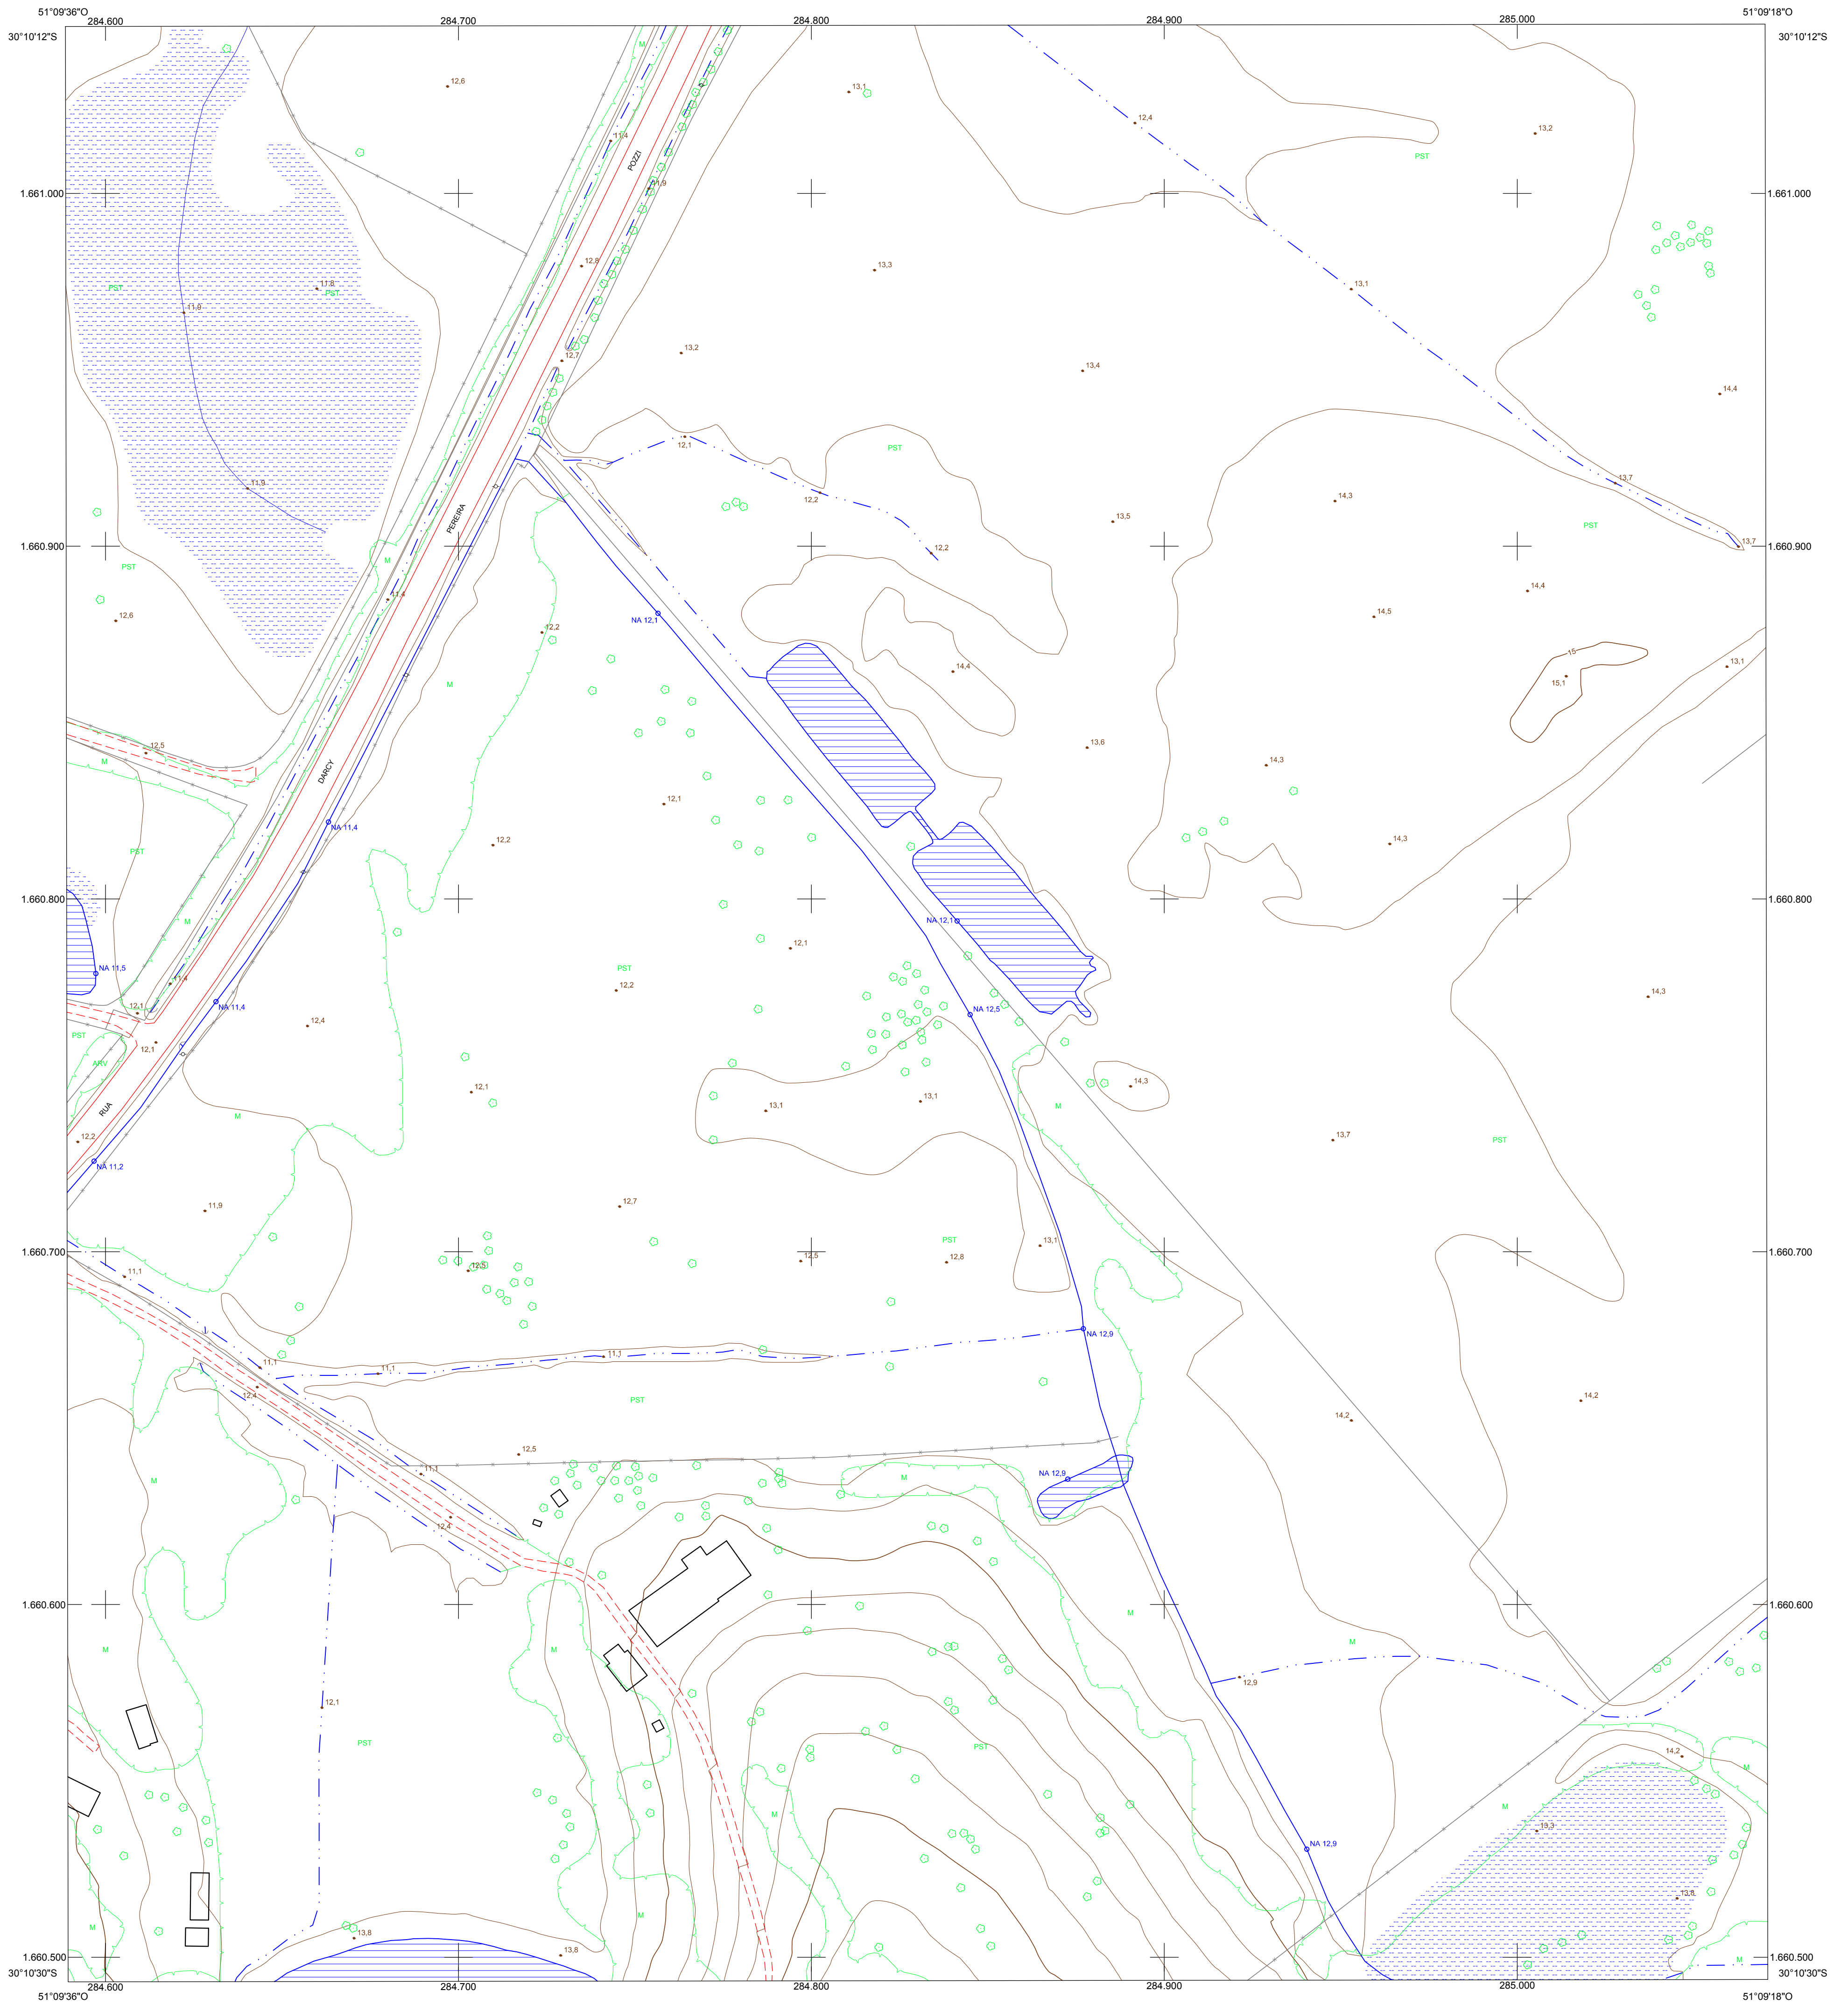 51°09'36"O
284.600
284.700
284.800
284.900
285.000
51°09'18"O
30°10'12"S
30°10'12"S
M
12,6
13,1
12,4
13,2
11,4
POZZI
PST
1.661.000
11,9
1.661.000
12,8
13,3
PST
11,8
PST
13,1
11,9
12,7
13,2
13,4
14,4
12,1
PST
11,9
12,2
14,3
13,7
PEREIRA
13,5
PST
1.660.900
M
12,2
13,7
1.660.900
PST
11,4
14,4
12,6
NA 12,1
12,2
14,5
15
13,1
M
14,4
15,1
12,5
13,6
M
DARCY
14,3
12,1
NA 11,4
12,2
14,3
PST
1.660.800
1.660.800
M
NA 12,1
12,1
NA 11,5
PST
11,4
12,2
14,3
12,1
NA 11,4
NA 12,5
12,4
PST
12,1
ARV
14,3
12,1
RUA
13,1
13,1
M
M
12,2
13,7
PST
NA 11,2
11,9
12,7
PST
13,1
1.660.700
12,5
12,8
1.660.700
11,1
12,5
NA 12,9
11,1
11,1
11,1
12,4
PST
14,2
14,2
12,5
11,1
M
M
NA 12,9
12,4
1.660.600
M
1.660.600
M
M
M
12,9
12,1
PST
PST
14,2
M
M
M
13,3
NA 12,9
13,8
M
M
13,8
13,8
M
1.660.500
1.660.500
30°10'30"S
30°10'30"S
284.600
284.700
284.800
284.900
285.000
51°09'36"O
51°09'18"O